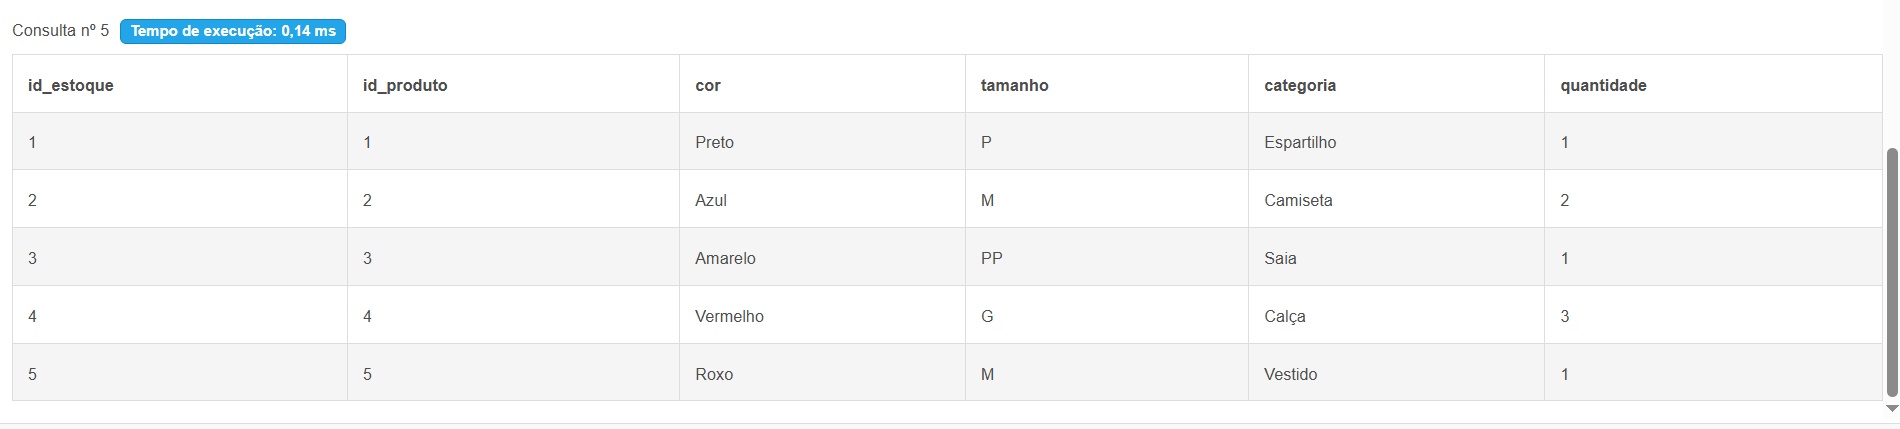 Consulta nº 5 Tempo de execução: 0,14 ms
id_estoque id_produto cor tamanho categoria quantidade
1 1 Preto P Espartilho 1
2 2 Azul M Camiseta 2
3 3 Amarelo PP Saia 1
4 4 Vermelho G Calça 3
5 5 Roxo M Vestido 1